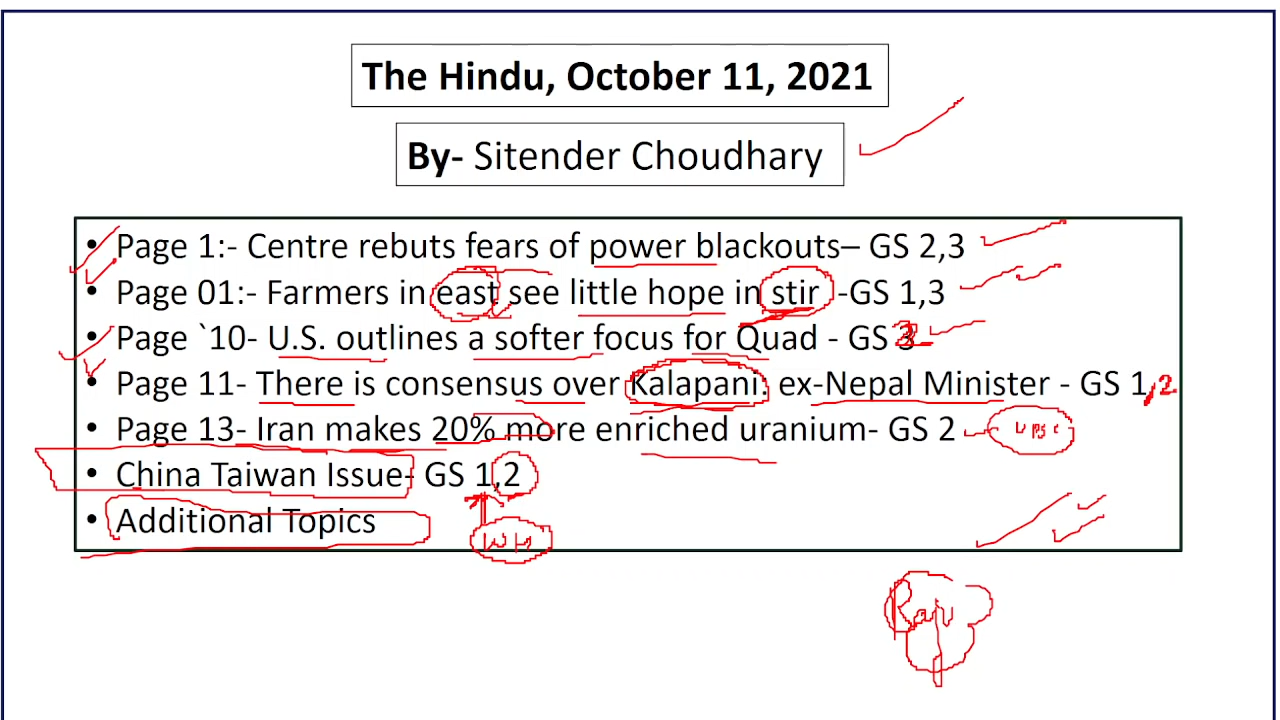 The Hindu, October 11, 2021
By- Sitender Choudhary
• Page 1:- Centre rebuts fears of power blackouts– GS 2,3
• Page 01:- Farmers in east see little hope in stir -GS 1,3
• Page `10- U.S. outlines a softer focus for Quad - GS
• Page 11- There is consensus over Kalapani: ex-Nepal Minister - GS 1,2
• Page 13- Iran makes 20% more enriched uranium- GS 2 UPSC
• China Taiwan Issue- GS 1,2
• Additional Topics